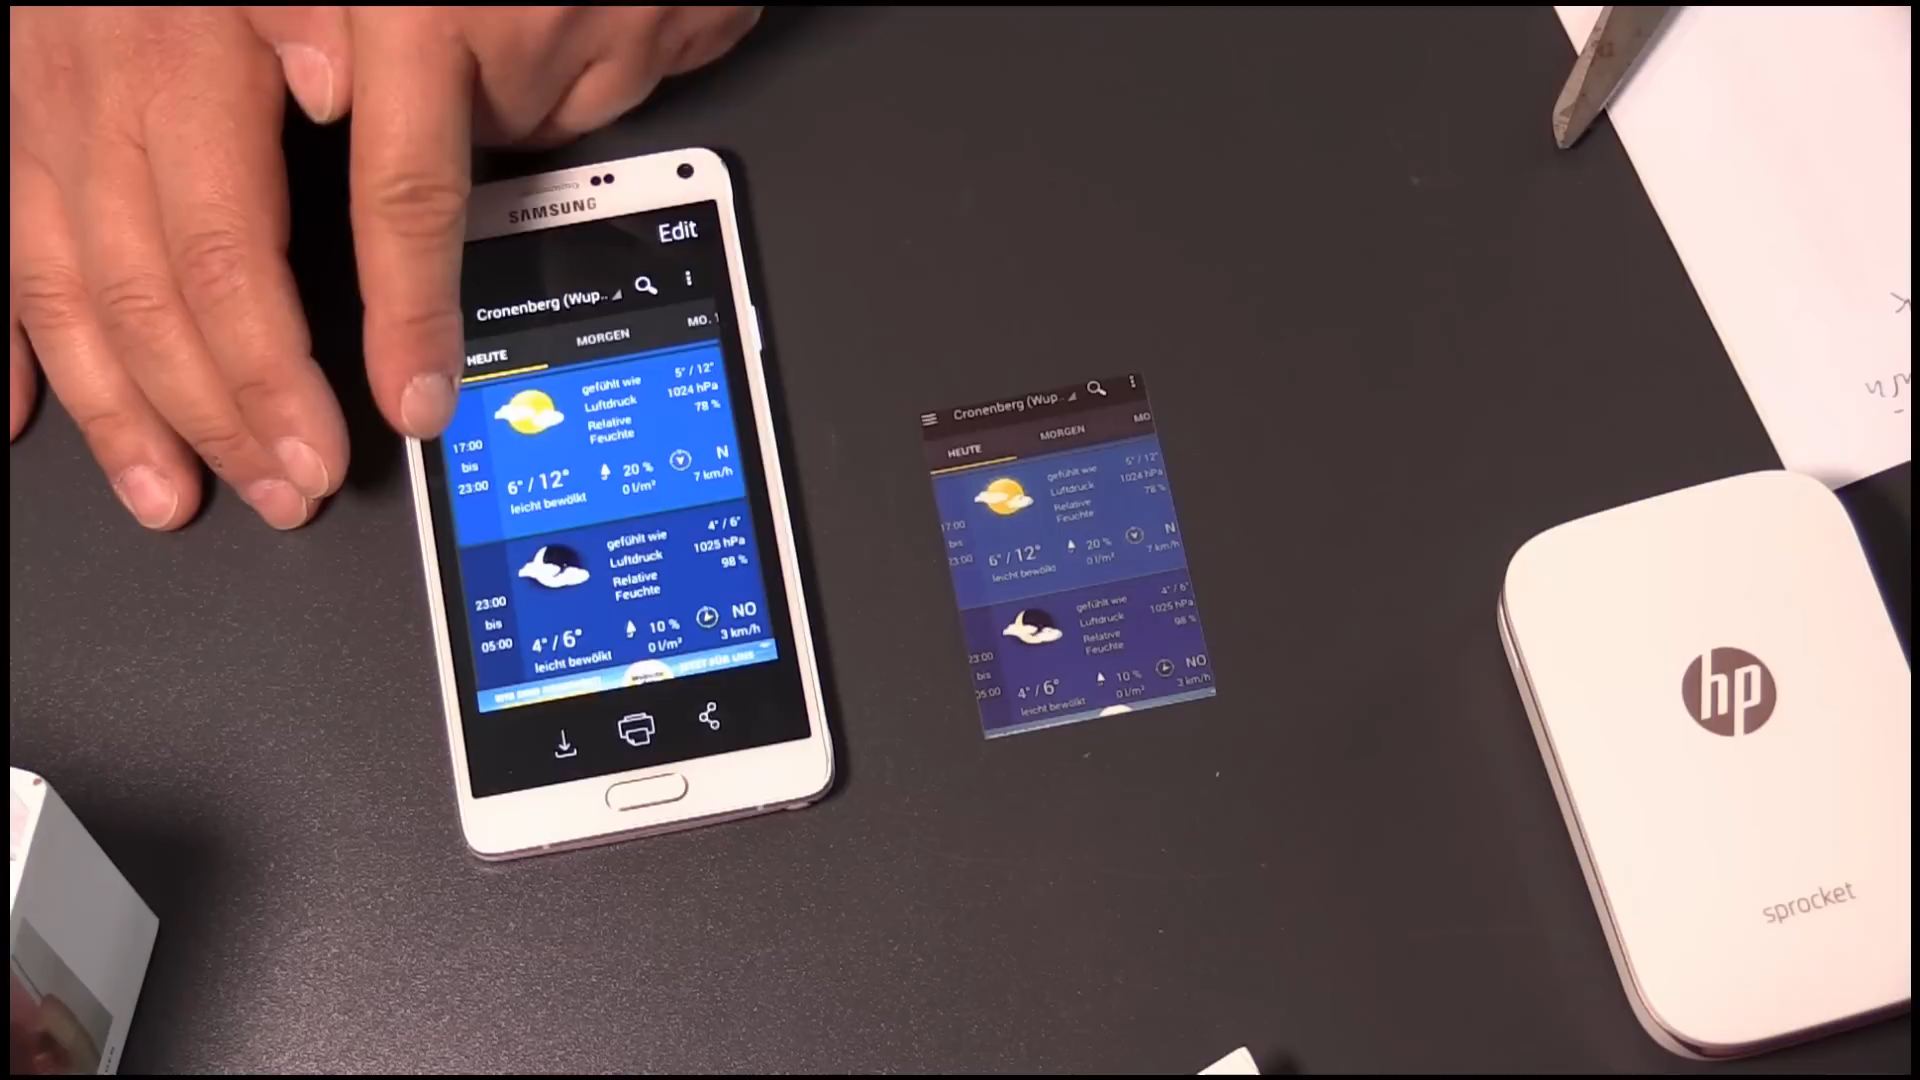 SAMSUNG
Edit
Cronenberg (Wup..
HEUTE
MORGEN
MO.
17:00
bis
23:00
6° / 12°
leicht bewölkt
gefühlt wie
5° / 12°
Luftdruck
1024 hPa
Relative
Feuchte
78 %
20 %
0 l/m²
N
7 km/h
23:00
bis
05:00
4° / 6°
leicht bewölkt
gefühlt wie
4° / 6°
Luftdruck
1025 hPa
Relative
Feuchte
98 %
10 %
0 l/m²
NO
3 km/h
JETZT FÜR UNS
Cronenberg (Wup..
HEUTE
MORGEN
MO
17:00
bis
23:00
6° / 12°
leicht bewölkt
gefühlt wie
5° / 12°
Luftdruck
1024 hPa
Relative
Feuchte
78 %
20 %
0 l/m²
N
7 km/h
23:00
bis
05:00
4° / 6°
leicht bewölkt
gefühlt wie
4° / 6°
Luftdruck
1025 hPa
Relative
Feuchte
98 %
10 %
0 l/m²
NO
3 km/h
hp
sprocket